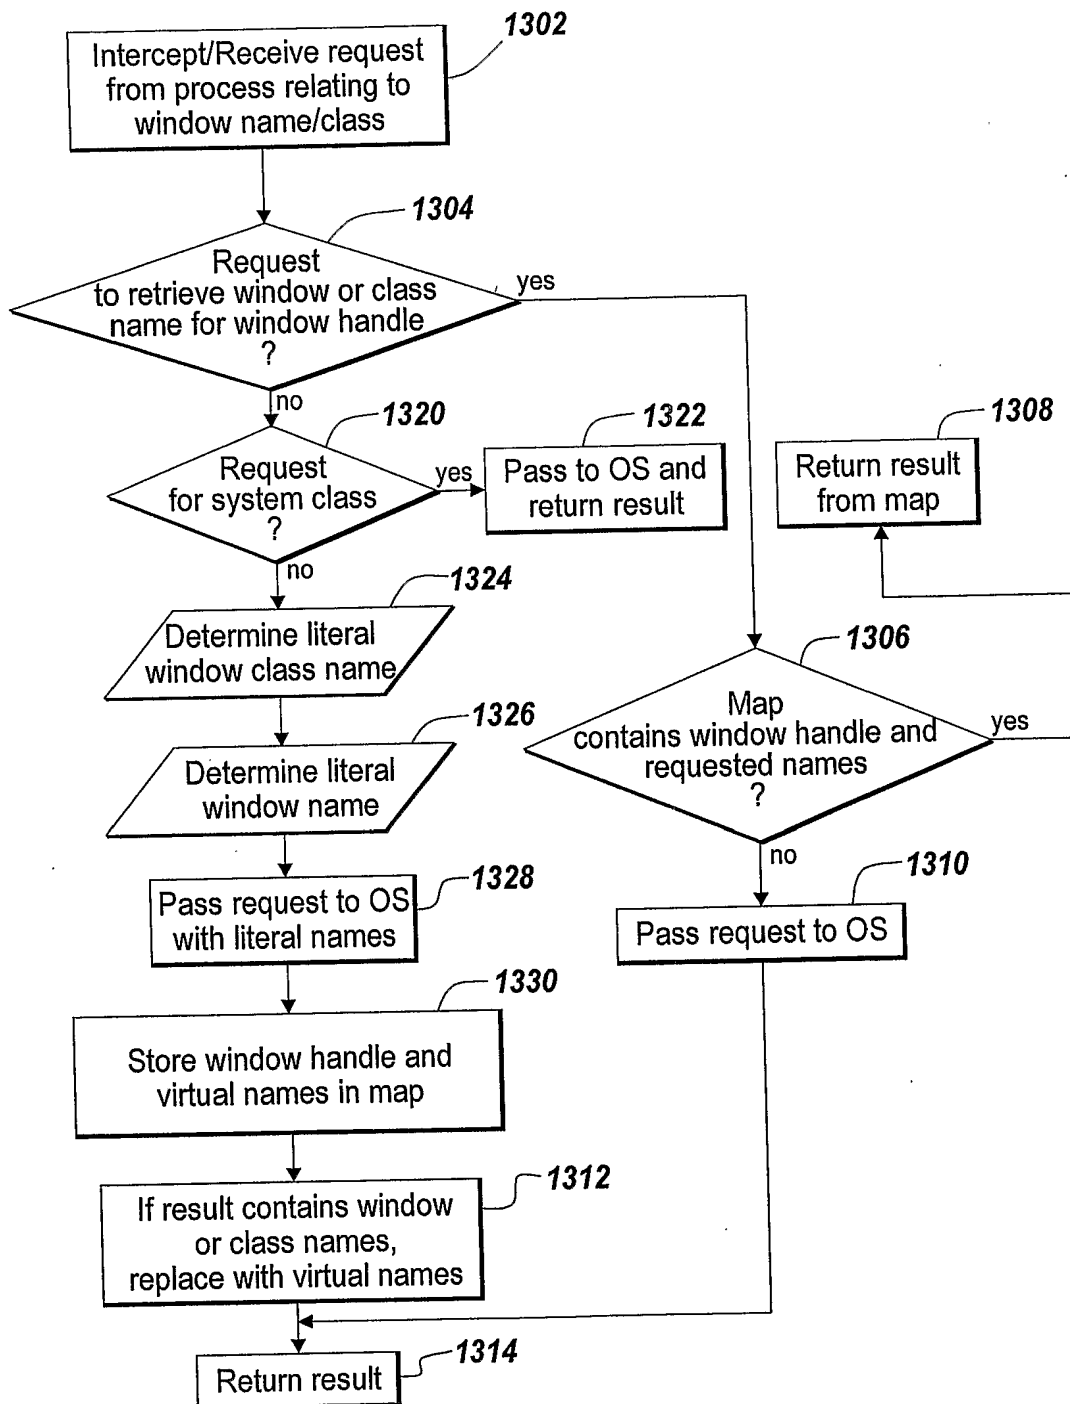 1302
Intercept/Receive request
from process relating to
window name/class
1304
Request
to retrieve window or class
name for window handle
?
yes
no
1320
Request
for system class
?
yes
no
1322
Pass to OS and
return result
1308
Return result
from map
1324
Determine literal
window class name
1306
Map
contains window handle and
requested names
?
yes
no
1326
Determine literal
window name
1328
Pass request to OS
with literal names
1310
Pass request to OS
1330
Store window handle and
virtual names in map
1312
If result contains window
or class names,
replace with virtual names
1314
Return result